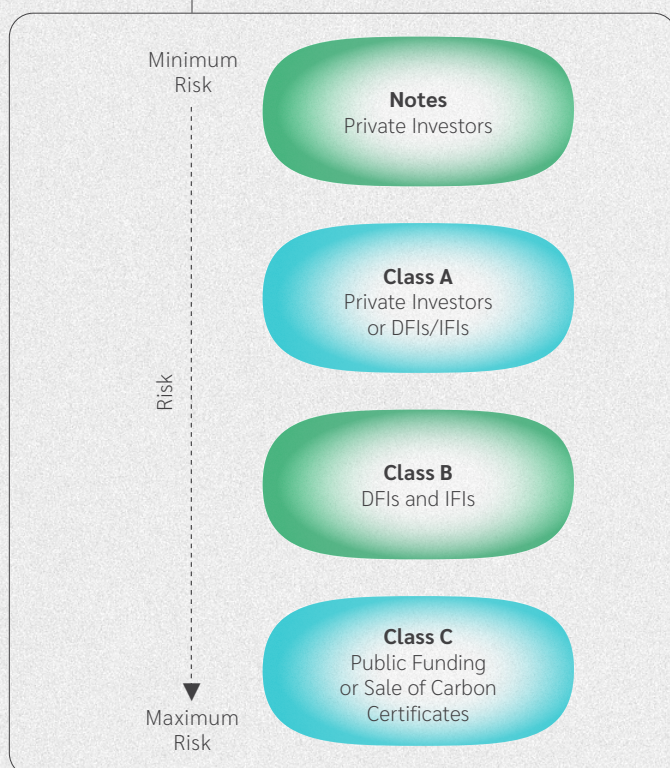 Minimum
Risk
Notes
Private Investors
Class A
Private Investors
or DFIs/IFIs
Risk
Class B
DFIs and IFIs
Class C
Public Funding
or Sale of Carbon
Certificates
Maximum
Risk